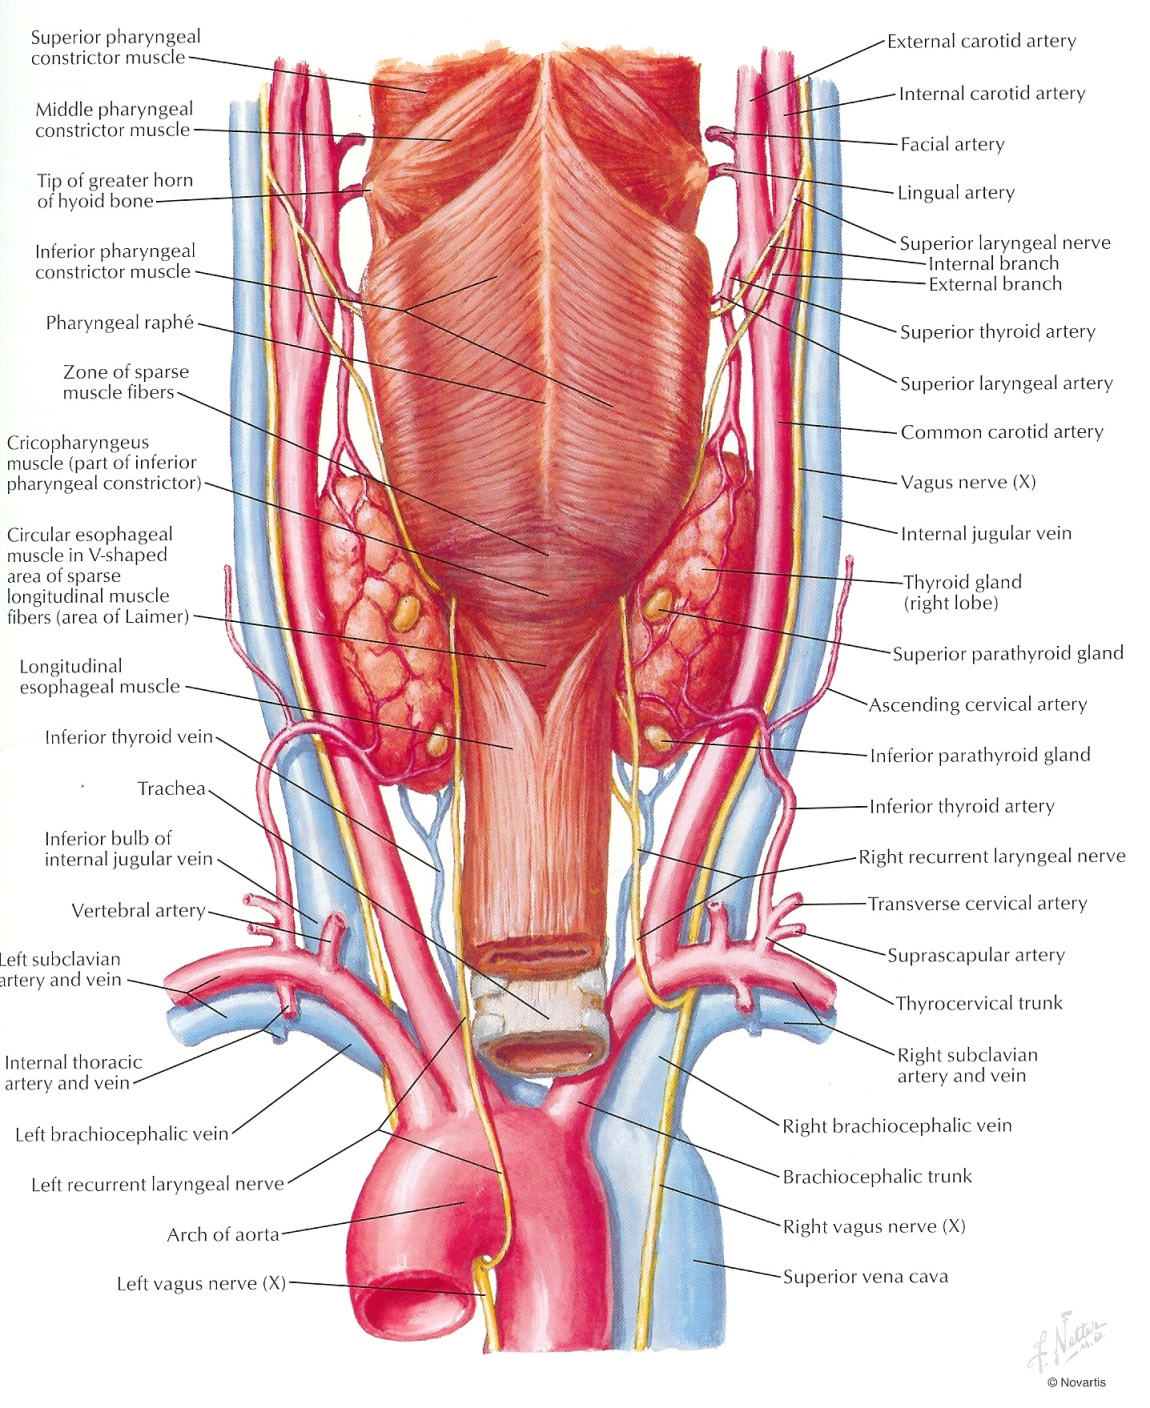 Superior pharyngeal
constrictor muscle
Middle pharyngeal
constrictor muscle
Tip of greater horn
of hyoid bone
Inferior pharyngeal
constrictor muscle
Pharyngeal raphé
Zone of sparse
muscle fibers
Cricopharyngeus
muscle (part of inferior
pharyngeal constrictor)
Circular esophageal
muscle in V-shaped
area of sparse
longitudinal muscle
fibers (area of Laimer)
Longitudinal
esophageal muscle
Inferior thyroid vein
Trachea
Inferior bulb of
internal jugular vein
Vertebral artery
Left subclavian
artery and vein
Internal thoracic
artery and vein
Left brachiocephalic vein
Left recurrent laryngeal nerve
Arch of aorta
Left vagus nerve (X)
External carotid artery
Internal carotid artery
Facial artery
Lingual artery
Superior laryngeal nerve
Internal branch
External branch
Superior thyroid artery
Superior laryngeal artery
Common carotid artery
Vagus nerve (X)
Internal jugular vein
Thyroid gland
(right lobe)
Superior parathyroid gland
Ascending cervical artery
Inferior parathyroid gland
Inferior thyroid artery
Right recurrent laryngeal nerve
Transverse cervical artery
Suprascapular artery
Thyrocervical trunk
Right subclavian
artery and vein
Right brachiocephalic vein
Brachiocephalic trunk
Right vagus nerve (X)
Superior vena cava
F. Netter
M.D.
© Novartis